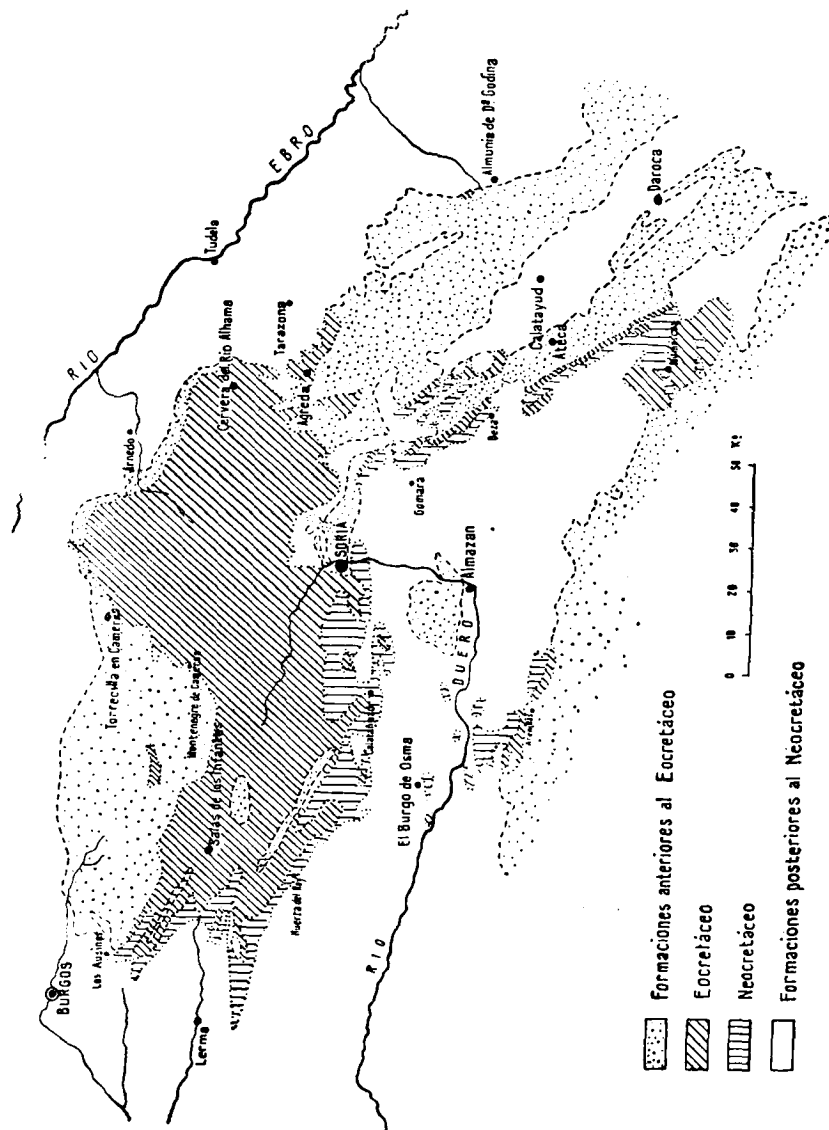 BURGOS
Los Ausines
Lerma
Salas de los Infantes
Huerta del Rey
Torrecilla en Cameros
Montenegro de Cameros
Arnedo
RIO EBRO
Tudela
Cervera del Río Alhama
Tarazona
Agreda
SORIA
Gomara
Deza
Almazan
El Burgo de Osma
RIO DUERO
Calatayud
Ateca
Almunia de Dª Godina
Daroca
0 10 20 30 40 50 Km
Formaciones anteriores al Eocretáceo
Eocretáceo
Neocretáceo
Formaciones posteriores al Neocretáceo